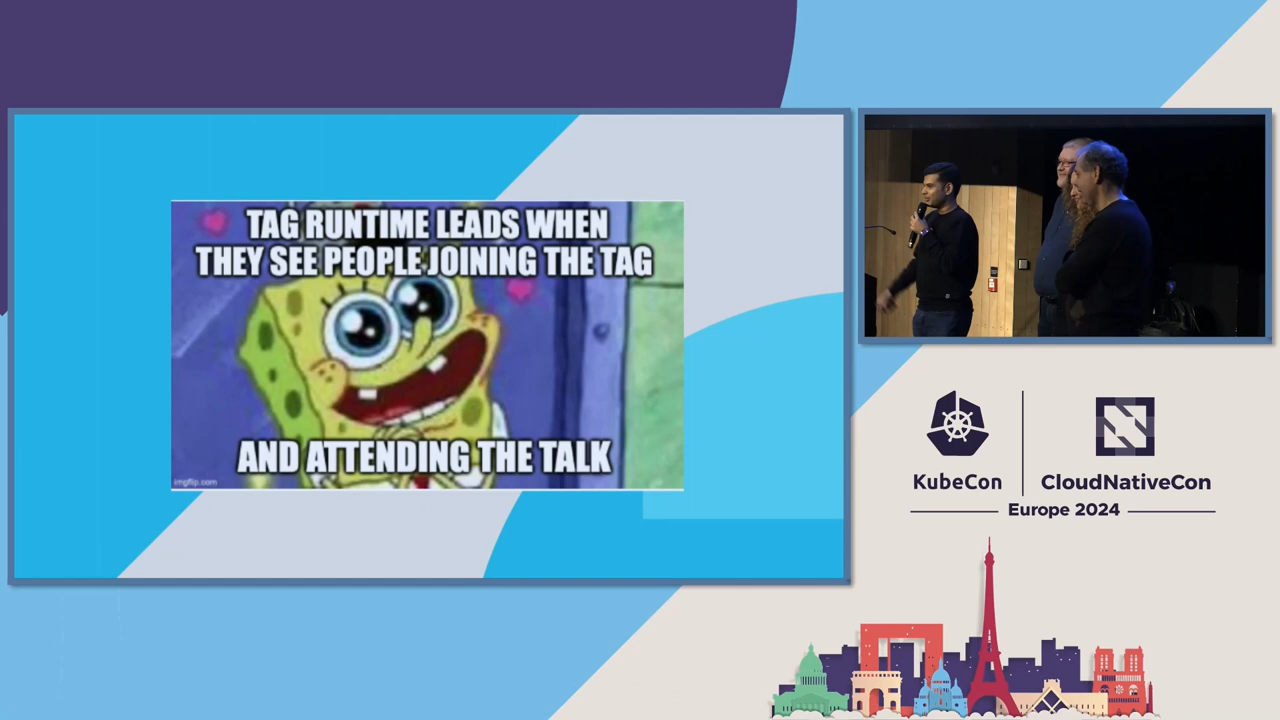 TAG RUNTIME LEADS WHEN
THEY SEE PEOPLE JOINING THE TAG
AND ATTENDING THE TALK
imgflip.com
KubeCon
CloudNativeCon
Europe 2024